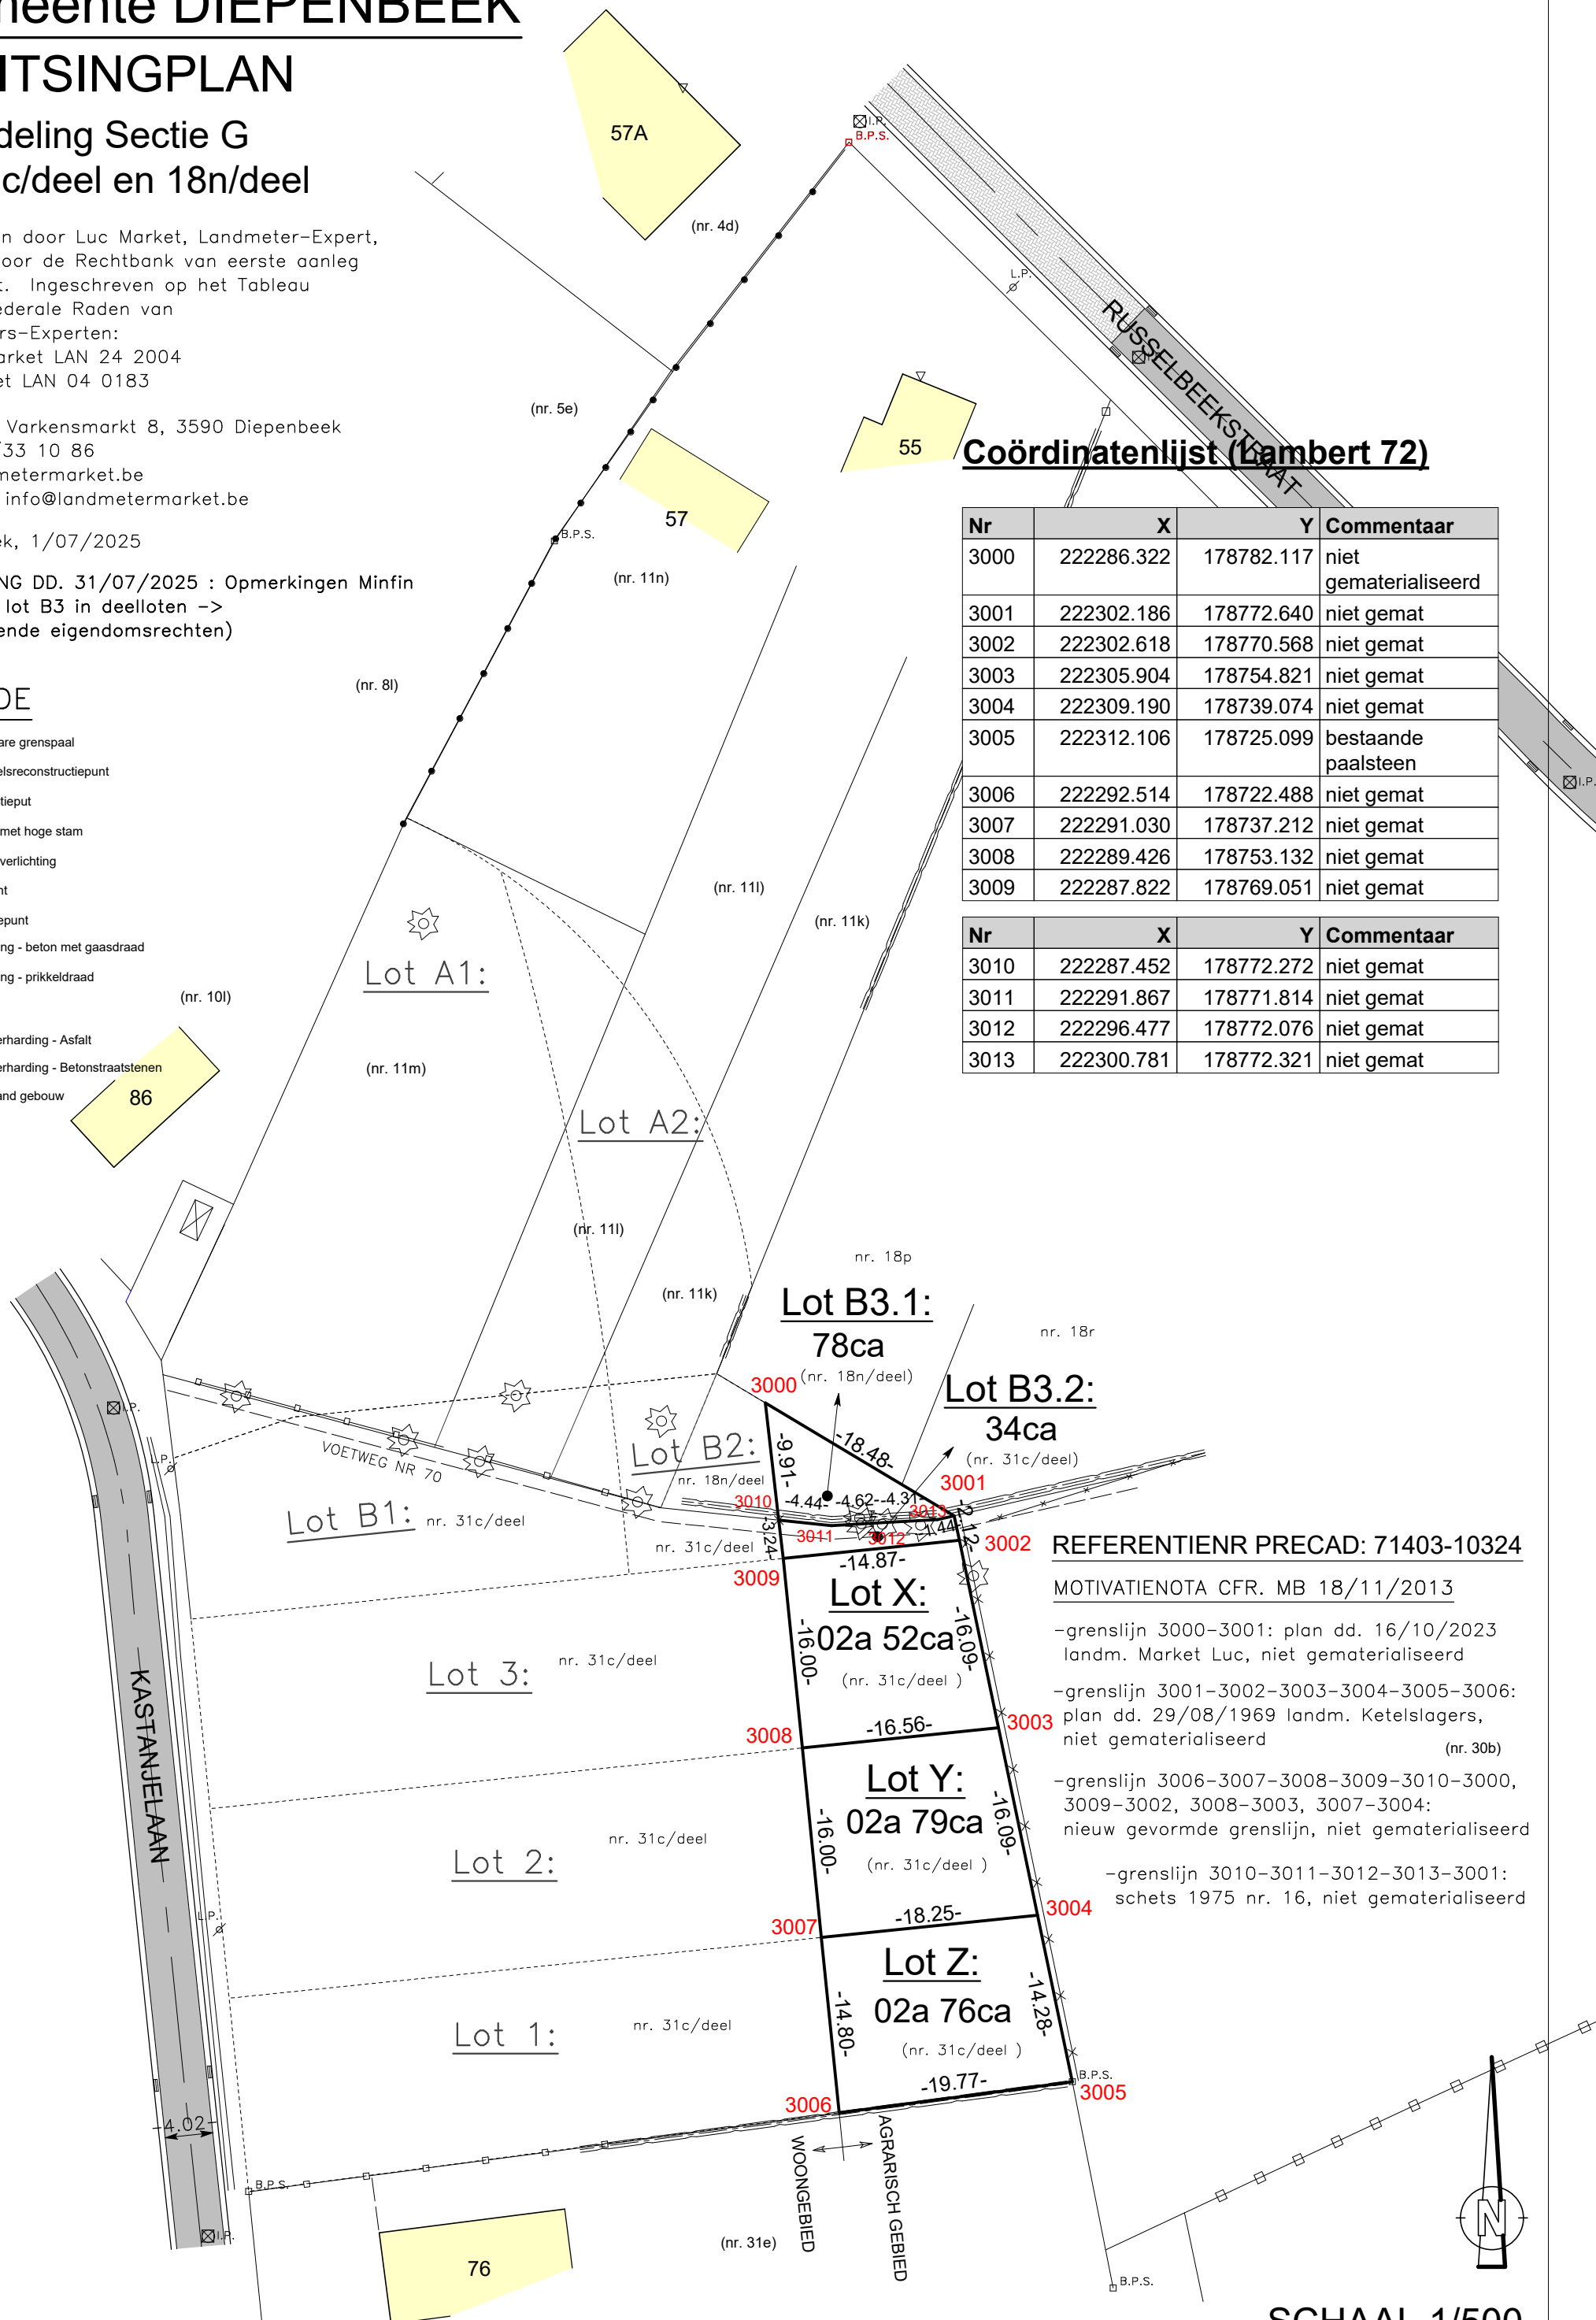 meente DIEPENBEEK
ITSINGPLAN
deling Sectie G
c/deel en 18n/deel
n door Luc Market, Landmeter-Expert,
oor de Rechtbank van eerste aanleg
t. Ingeschreven op het Tableau
ederale Raden van
rs-Experten:
arket LAN 24 2004
et LAN 04 0183
Varkensmarkt 8, 3590 Diepenbeek
/33 10 86
metermarket.be
info@landmetermarket.be
ek, 1/07/2025
NG DD. 31/07/2025 : Opmerkingen Minfin
lot B3 in deelloten ->
ende eigendomsrechten)
DE
are grenspaal
elsreconstructiepunt
tieput
met hoge stam
verlichting
nt
epunt
ng - beton met gaasdraad
ng - prikkeldraad
erharding - Asfalt
erharding - Betonstraatstenen
and gebouw
57A
(nr. 4d)
I.P.
B.P.S.
L.P.
RUSSELBEEKSTRAAT
(nr. 5e)
55
57
B.P.S.
(nr. 11n)
(nr. 8l)
Coördinatenlijst (Lambert 72)
Nr X Y Commentaar
3000 222286.322 178782.117 niet
gematerialiseerd
3001 222302.186 178772.640 niet gemat
3002 222302.618 178770.568 niet gemat
3003 222305.904 178754.821 niet gemat
3004 222309.190 178739.074 niet gemat
3005 222312.106 178725.099 bestaande
paalsteen
3006 222292.514 178722.488 niet gemat
3007 222291.030 178737.212 niet gemat
3008 222289.426 178753.132 niet gemat
3009 222287.822 178769.051 niet gemat
Nr X Y Commentaar
3010 222287.452 178772.272 niet gemat
3011 222291.867 178771.814 niet gemat
3012 222296.477 178772.076 niet gemat
3013 222300.781 178772.321 niet gemat
I.P.
(nr. 11l)
(nr. 11k)
Lot A1:
(nr. 10l)
(nr. 11m)
86
Lot A2:
(nr. 11l)
(nr. 11k)
nr. 18p
Lot B3.1:
78ca
(nr. 18n/deel)
nr. 18r
Lot B3.2:
34ca
(nr. 31c/deel)
3000
-18.48-
-9.91-
3001
I.P.
L.P.
VOETWEG NR 70
Lot B2:
nr. 18n/deel
3010
-4.44-
-4.62-
-4.31-
3013
-2.12-
Lot B1:
nr. 31c/deel
nr. 31c/deel
-3.24-
3011
3012
3002
3009
-14.87-
Lot X:
02a 52ca
(nr. 31c/deel )
-16.00-
-16.09-
REFERENTIENR PRECAD: 71403-10324
MOTIVATIENOTA CFR. MB 18/11/2013
-grenslijn 3000-3001: plan dd. 16/10/2023
landm. Market Luc, niet gematerialiseerd
-grenslijn 3001-3002-3003-3004-3005-3006:
plan dd. 29/08/1969 landm. Ketelslagers,
niet gematerialiseerd
(nr. 30b)
-grenslijn 3006-3007-3008-3009-3010-3000,
3009-3002, 3008-3003, 3007-3004:
nieuw gevormde grenslijn, niet gematerialiseerd
-grenslijn 3010-3011-3012-3013-3001:
schets 1975 nr. 16, niet gematerialiseerd
Lot 3:
nr. 31c/deel
KASTANJELAAN
3008
-16.56-
3003
Lot Y:
02a 79ca
(nr. 31c/deel )
-16.00-
-16.09-
Lot 2:
nr. 31c/deel
L.P.
3007
-18.25-
3004
Lot Z:
02a 76ca
(nr. 31c/deel )
-14.80-
-14.28-
Lot 1:
nr. 31c/deel
-19.77-
B.P.S.
3005
3006
-4.02-
B.P.S.
WOONGEBIED
AGRARISCH GEBIED
I.P.
76
(nr. 31e)
B.P.S.
N
SCHAAL 1/500